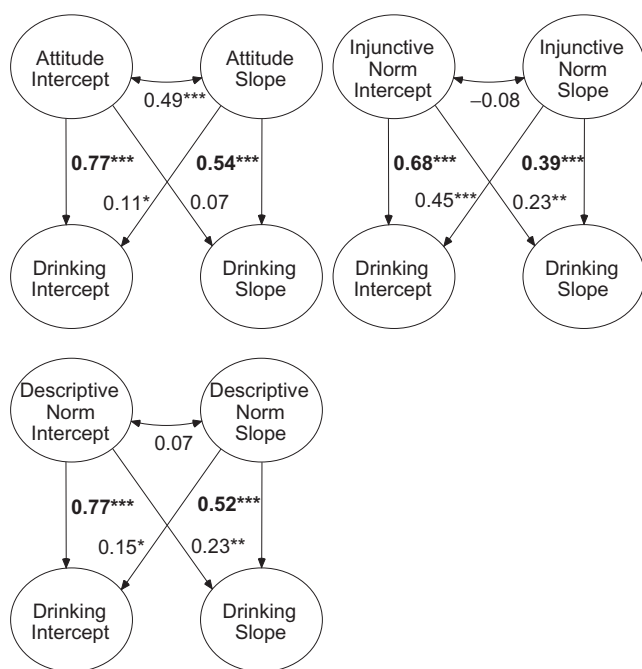 Attitude
Intercept
Attitude
Slope
0.49***
0.77***
0.54***
0.11*
0.07
Drinking
Intercept
Drinking
Slope
Injunctive
Norm
Intercept
Injunctive
Norm
Slope
–0.08
0.68***
0.39***
0.45***
0.23**
Drinking
Intercept
Drinking
Slope
Descriptive
Norm
Intercept
Descriptive
Norm
Slope
0.07
0.77***
0.52***
0.15*
0.23**
Drinking
Intercept
Drinking
Slope